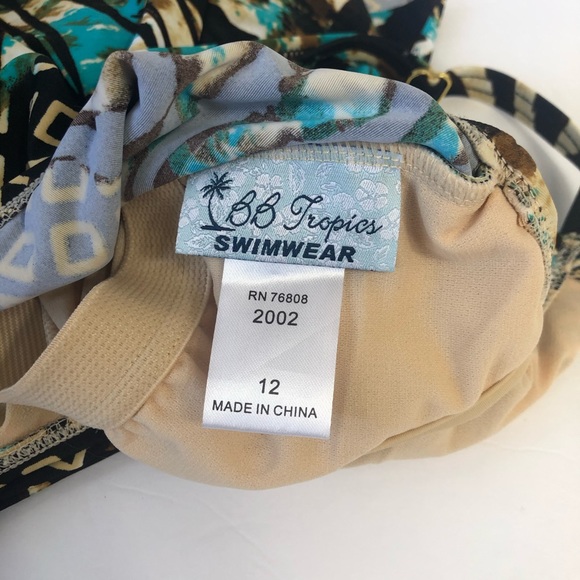 BB Tropics
SWIMWEAR
RN 76808
2002
12
MADE IN CHINA